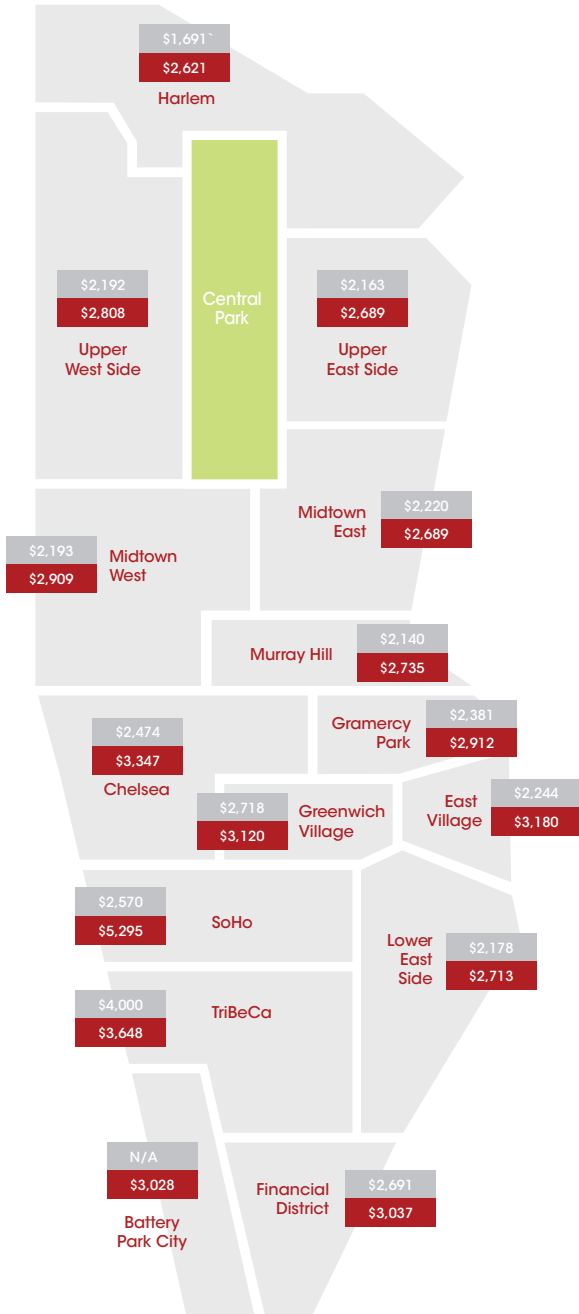 $1,691`
$2,621
Harlem
$2,192
$2,808
Upper
West Side
Central
Park
$2,163
$2,689
Upper
East Side
Midtown
East
$2,220
$2,689
$2,193
$2,909
Midtown
West
Murray Hill
$2,140
$2,735
$2,474
$3,347
Chelsea
Gramercy
Park
$2,381
$2,912
$2,718
$3,120
Greenwich
Village
East
Village
$2,244
$3,180
$2,570
$5,295
SoHo
Lower
East
Side
$2,178
$2,713
$4,000
$3,648
TriBeCa
N/A
$3,028
Battery
Park City
Financial
District
$2,691
$3,037